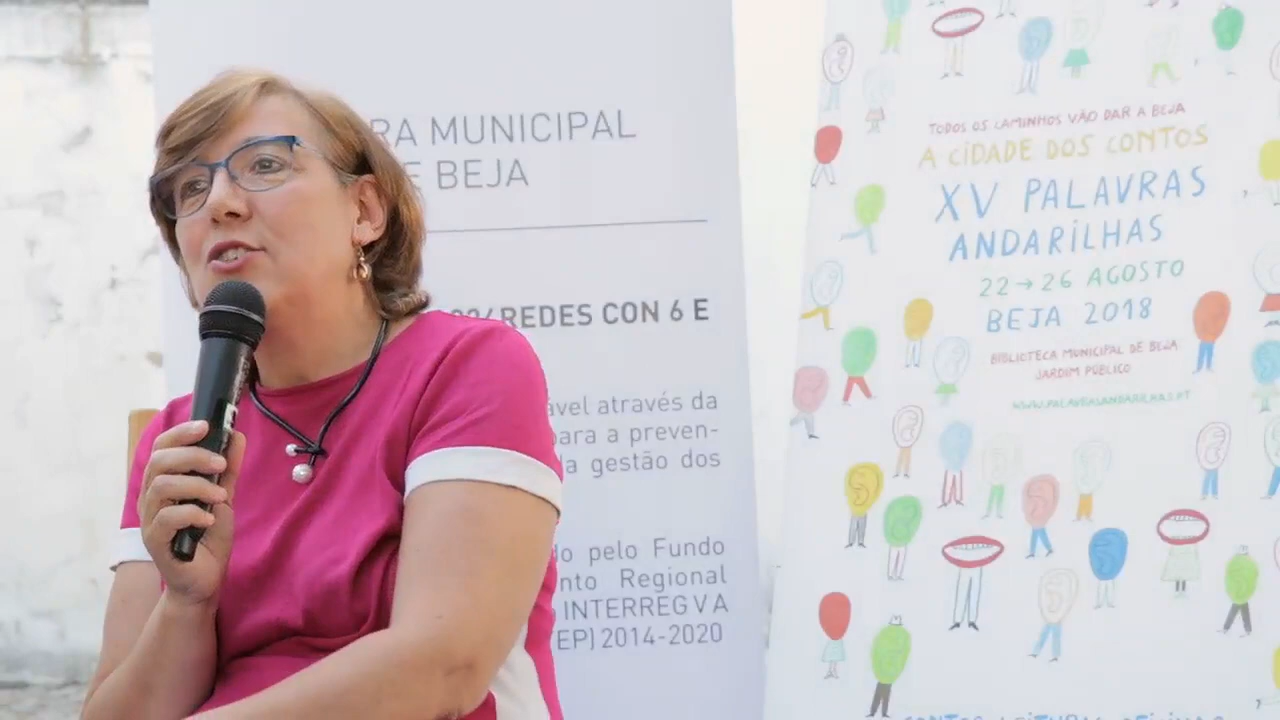 RA MUNICIPAL
E BEJA
REDES CON 6 E
ável através da
para a preven-
da gestão dos
do pelo Fundo
nto Regional
INTERREG V A
EP) 2014-2020
TODOS OS CAMINHOS VÃO DAR A BEJA
A CIDADE DOS CONTOS
XV PALAVRAS
ANDARILHAS
22→26 AGOSTO
BEJA 2018
BIBLIOTECA MUNICIPAL DE BEJA
JARDIM PÚBLICO
WWW.PALAVRASANDARILHAS.PT